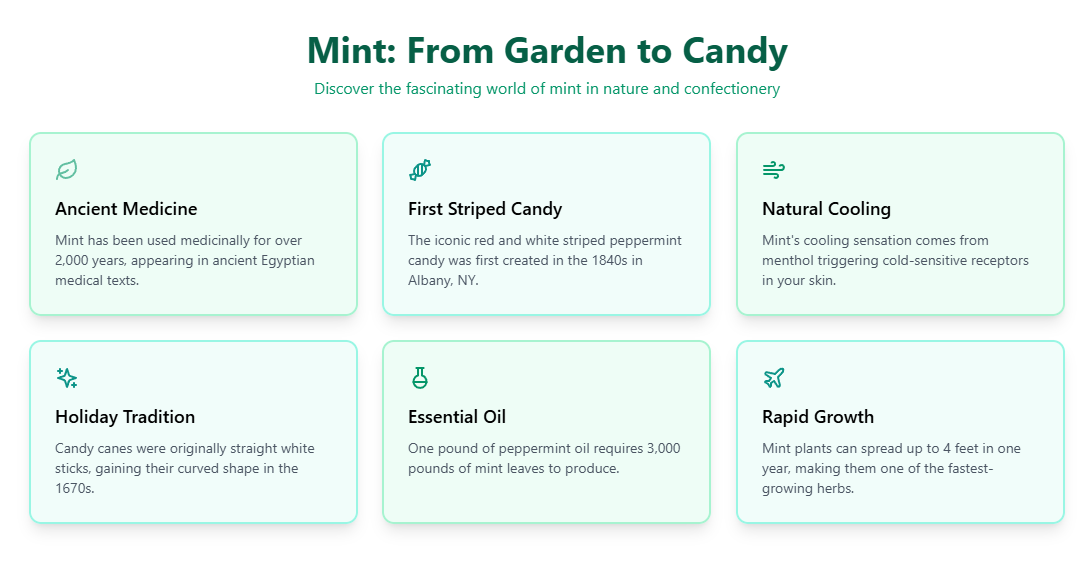 Mint: From Garden to Candy
Discover the fascinating world of mint in nature and confectionery
Ancient Medicine
Mint has been used medicinally for over
2,000 years, appearing in ancient Egyptian
medical texts.
First Striped Candy
The iconic red and white striped peppermint
candy was first created in the 1840s in
Albany, NY.
Natural Cooling
Mint's cooling sensation comes from
menthol triggering cold-sensitive receptors
in your skin.
Holiday Tradition
Candy canes were originally straight white
sticks, gaining their curved shape in the
1670s.
Essential Oil
One pound of peppermint oil requires 3,000
pounds of mint leaves to produce.
Rapid Growth
Mint plants can spread up to 4 feet in one
year, making them one of the fastest-
growing herbs.